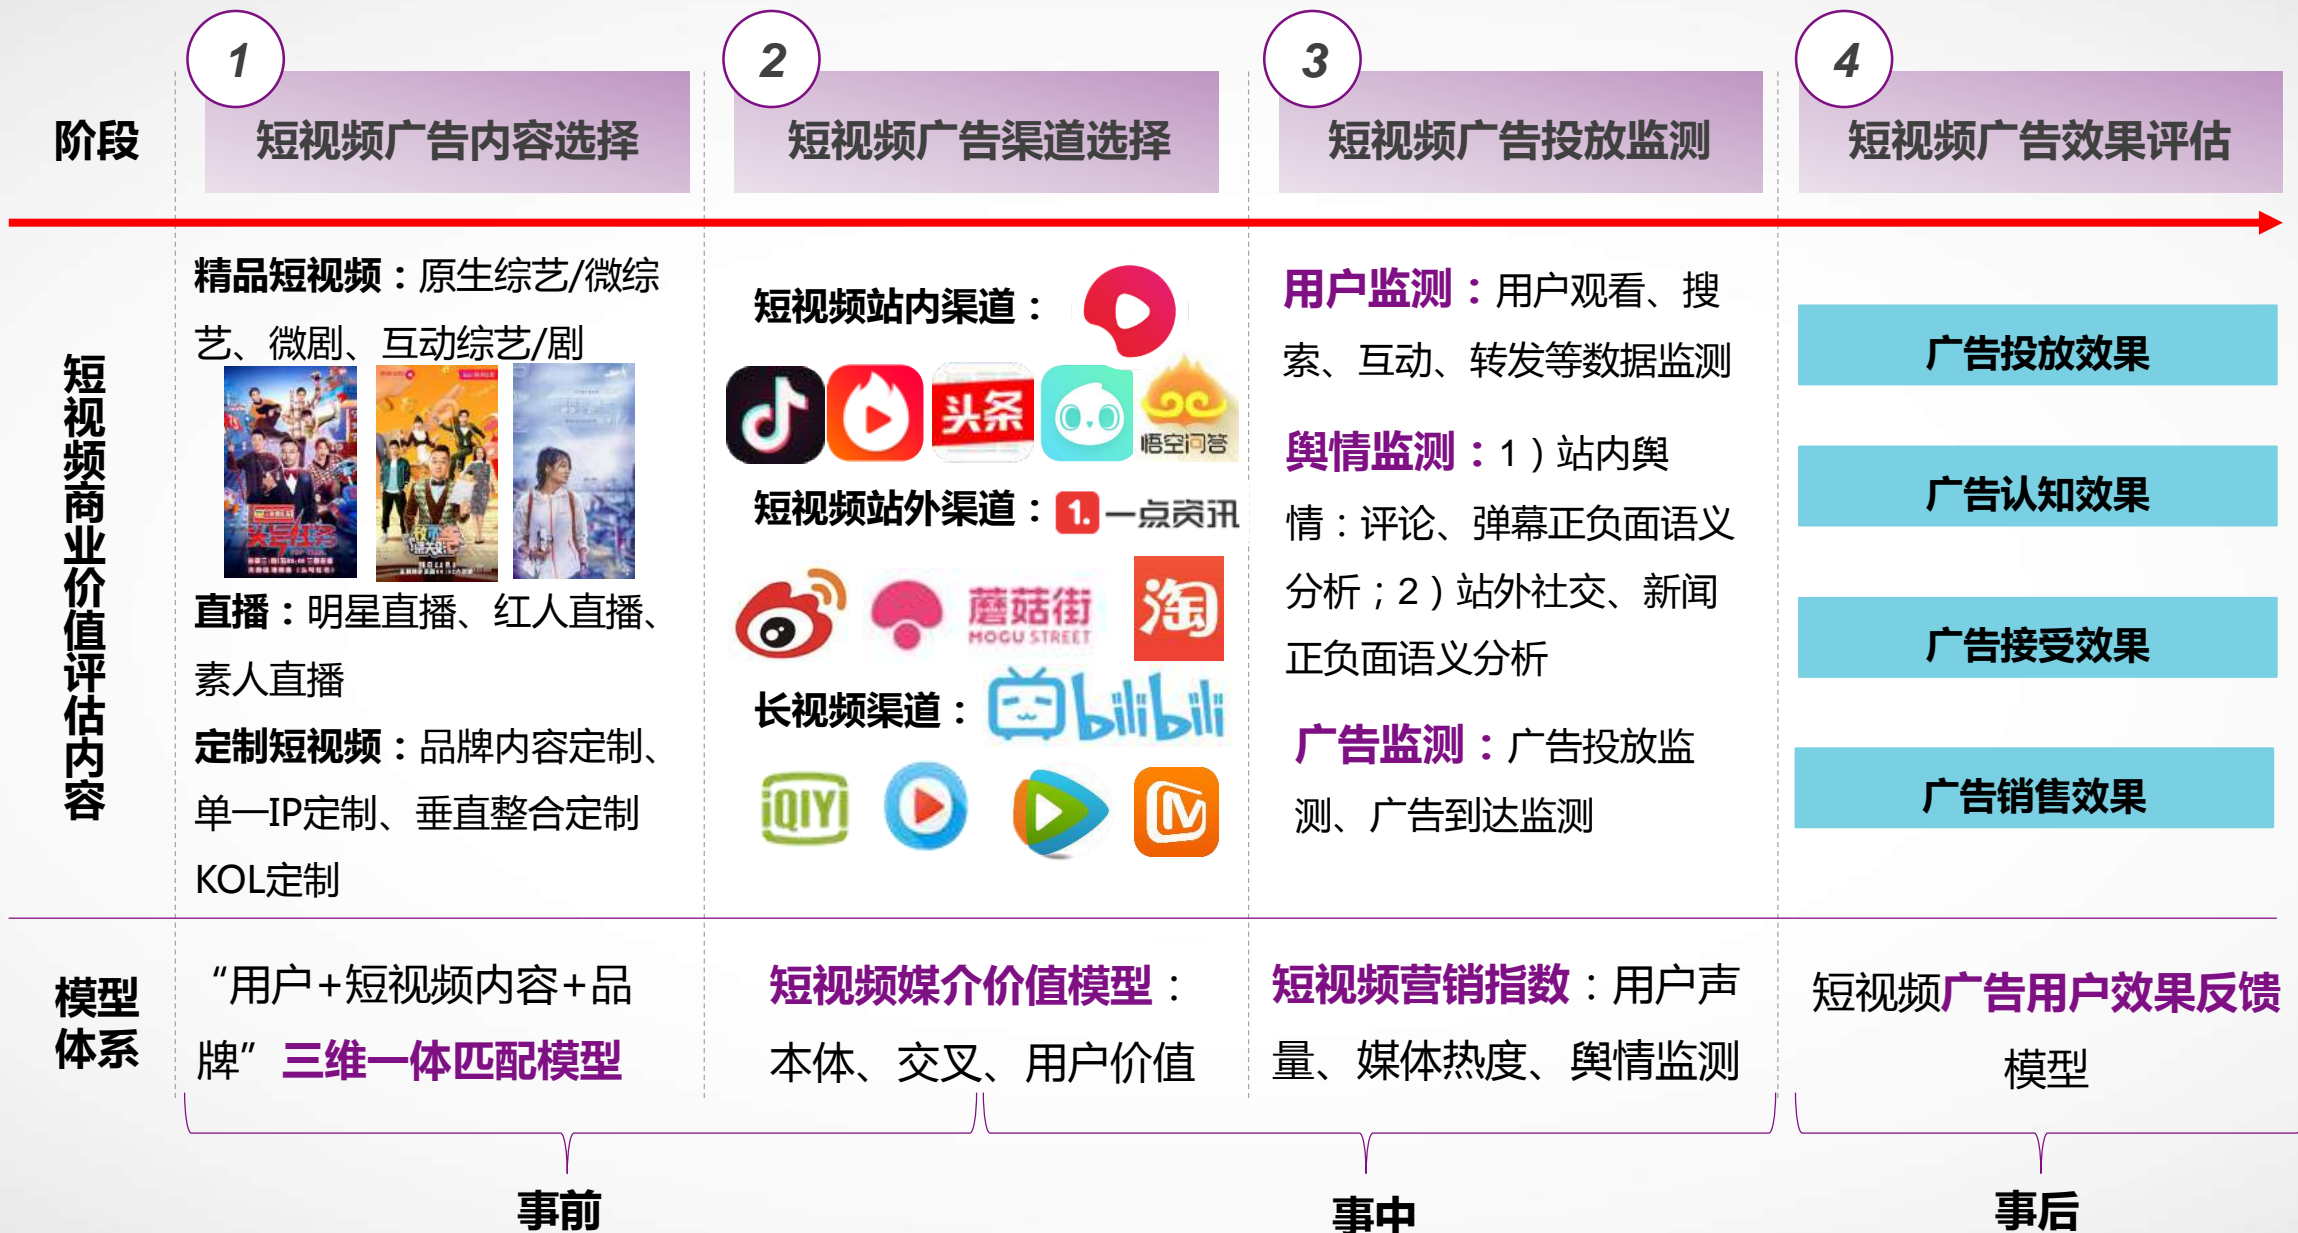 1
2
3
4
阶段
短视频广告内容选择
短视频广告渠道选择
短视频广告投放监测
短视频广告效果评估
短视频商业价值评估内容
精品短视频：原生综艺/微综
艺、微剧、互动综艺/剧
头号任务
直播：明星直播、红人直播、
素人直播
定制短视频：品牌内容定制、
单一IP定制、垂直整合定制
KOL定制
短视频站内渠道：
头条
悟空问答
短视频站外渠道：
1.
一点资讯
蘑菇街
MOGU STREET
淘
长视频渠道：
bilibili
iQIYI
用户监测：用户观看、搜
索、互动、转发等数据监测
舆情监测：1）站内舆
情：评论、弹幕正负面语义
分析；2）站外社交、新闻
正负面语义分析
广告监测：广告投放监
测、广告到达监测
广告投放效果
广告认知效果
广告接受效果
广告销售效果
模型
体系
“用户+短视频内容+品
牌”三维一体匹配模型
短视频媒介价值模型：
本体、交叉、用户价值
短视频营销指数：用户声
量、媒体热度、舆情监测
短视频广告用户效果反馈
模型
事前
事中
事后